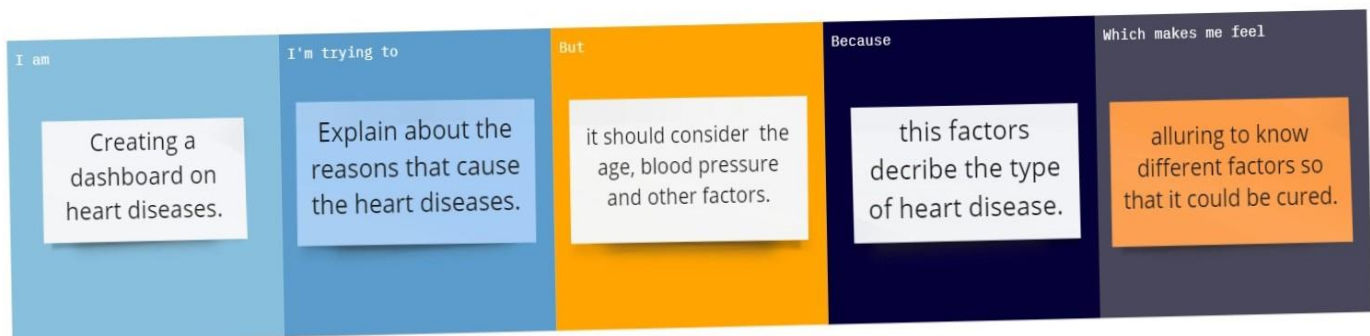 I am
Creating a
dashboard on
heart diseases.
I'm trying to
Explain about the
reasons that cause
the heart diseases.
But
it should consider the
age, blood pressure
and other factors.
Because
this factors
decribe the type
of heart disease.
Which makes me feel
alluring to know
different factors so
that it could be cured.